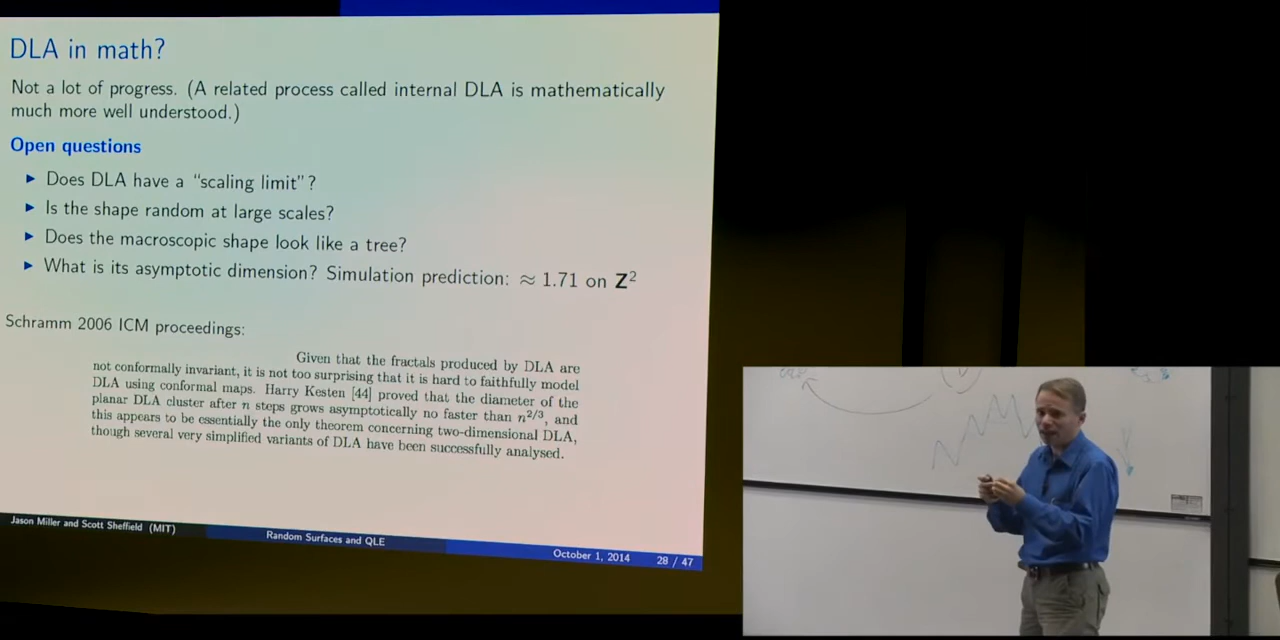 DLA in math?
Not a lot of progress. (A related process called internal DLA is mathematically
much more well understood.)
Open questions
▶ Does DLA have a “scaling limit”?
▶ Is the shape random at large scales?
▶ Does the macroscopic shape look like a tree?
▶ What is its asymptotic dimension? Simulation prediction: ≈ 1.71 on Z²
Schramm 2006 ICM proceedings:
Given that the fractals produced by DLA are
not conformally invariant, it is not too surprising that it is hard to faithfully model
DLA using conformal maps. Harry Kesten [44] proved that the diameter of the
planar DLA cluster after n steps grows asymptotically no faster than n^{2/3}, and
this appears to be essentially the only theorem concerning two-dimensional DLA,
though several very simplified variants of DLA have been successfully analysed.
Jason Miller and Scott Sheffield (MIT)
Random Surfaces and QLE
October 1, 2014
28 / 47